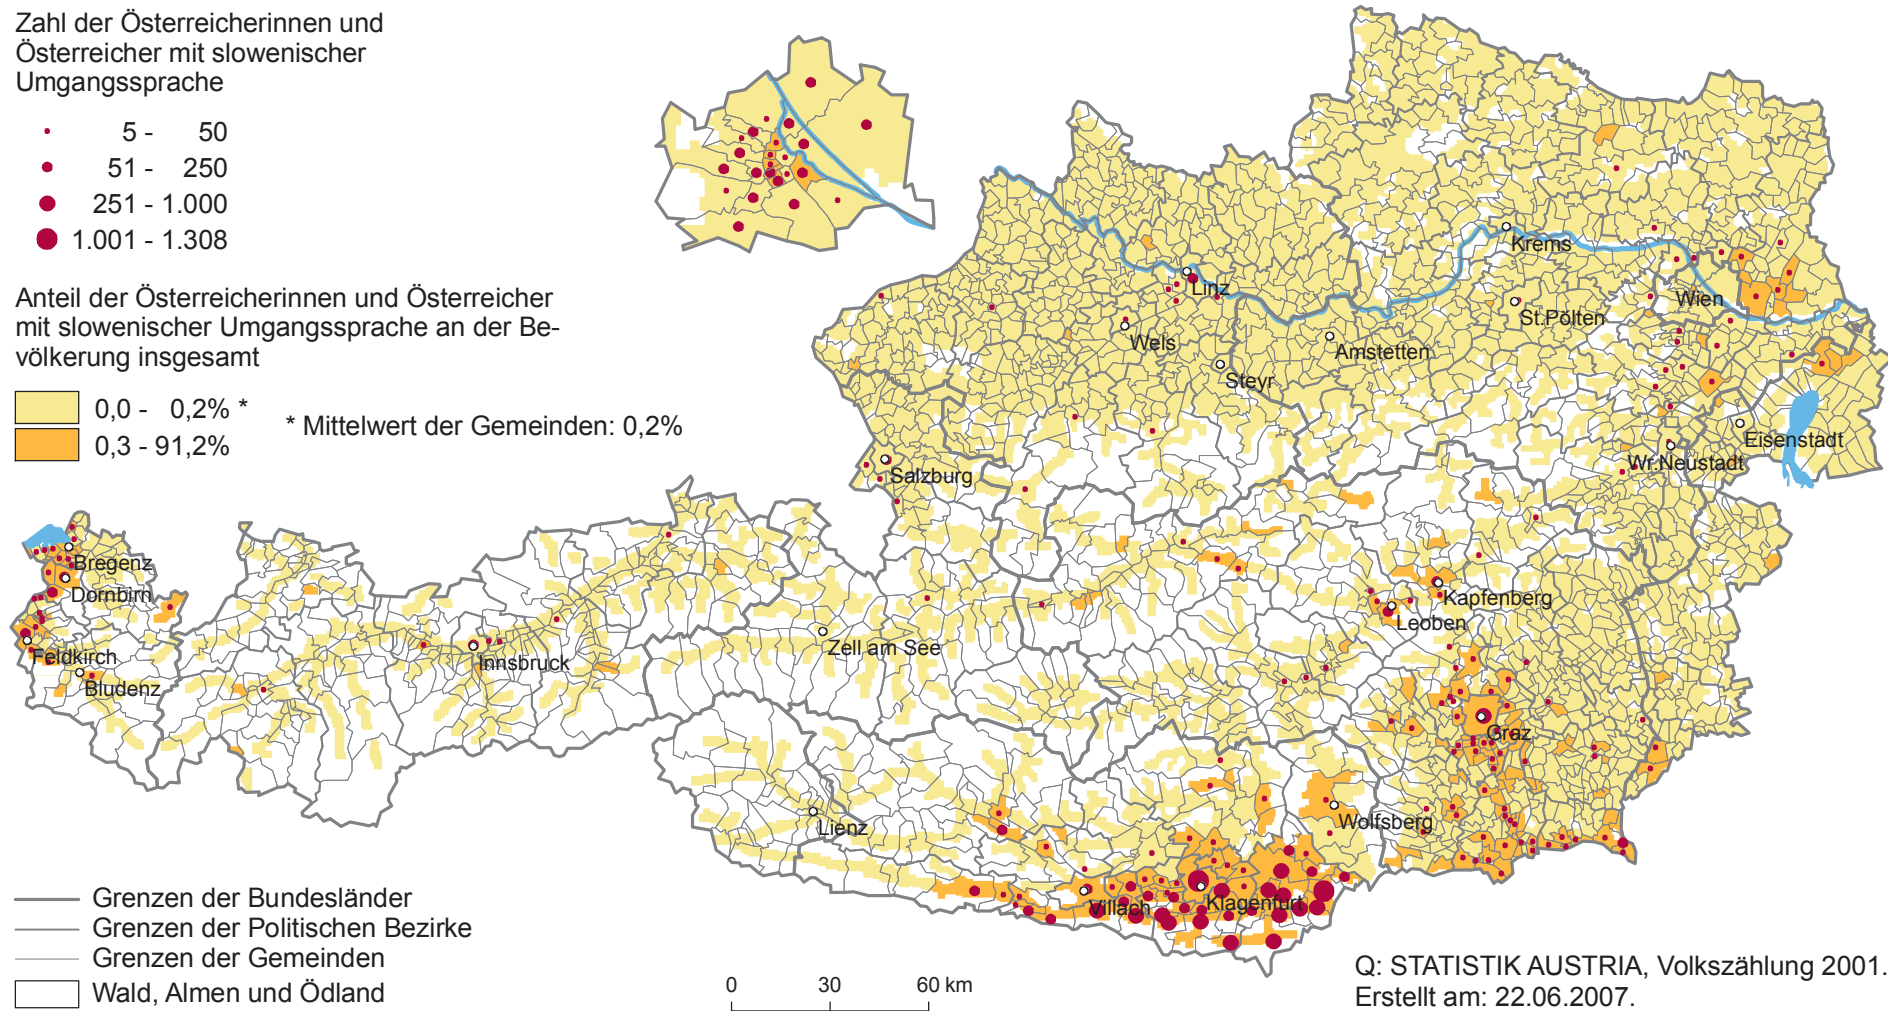 Zahl der Österreicherinnen und
Österreicher mit slowenischer
Umgangssprache
5 - 50
51 - 250
251 - 1.000
1.001 - 1.308
Anteil der Österreicherinnen und Österreicher
mit slowenischer Umgangssprache an der Be-
völkerung insgesamt
0,0 - 0,2% *
0,3 - 91,2%
* Mittelwert der Gemeinden: 0,2%
Krems
Linz
Wien
St.Pölten
Wels
Amstetten
Steyr
Eisenstadt
Wr.Neustadt
Salzburg
Bregenz
Dornbirn
Kapfenberg
Leoben
Feldkirch
Innsbruck
Zell am See
Bludenz
Graz
Lienz
Wolfsberg
Villach
Klagenfurt
Grenzen der Bundesländer
Grenzen der Politischen Bezirke
Grenzen der Gemeinden
Wald, Almen und Ödland
0 30 60 km
Q: STATISTIK AUSTRIA, Volkszählung 2001.
Erstellt am: 22.06.2007.